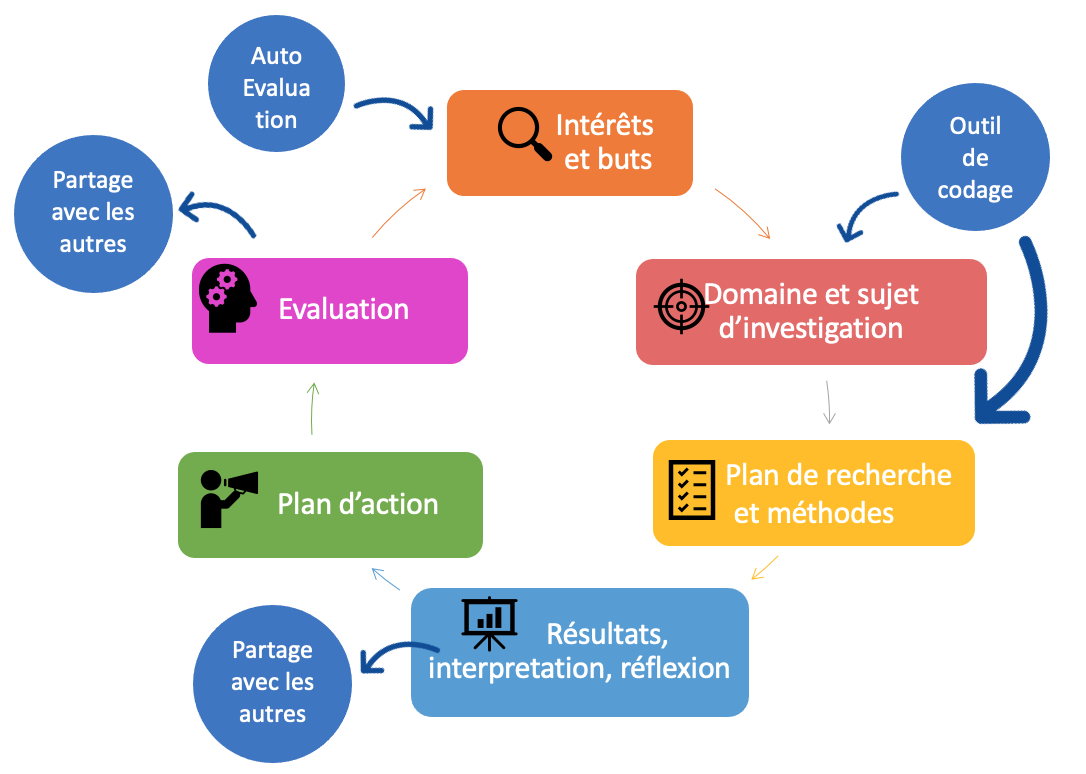 Auto
Evalua
tion
Intérêts
et buts
Outil
de
codage
Partage
avec les
autres
Evaluation
Domaine et sujet
d’investigation
Plan d’action
Plan de recherche
et méthodes
Résultats,
interpretation, réflexion
Partage
avec les
autres